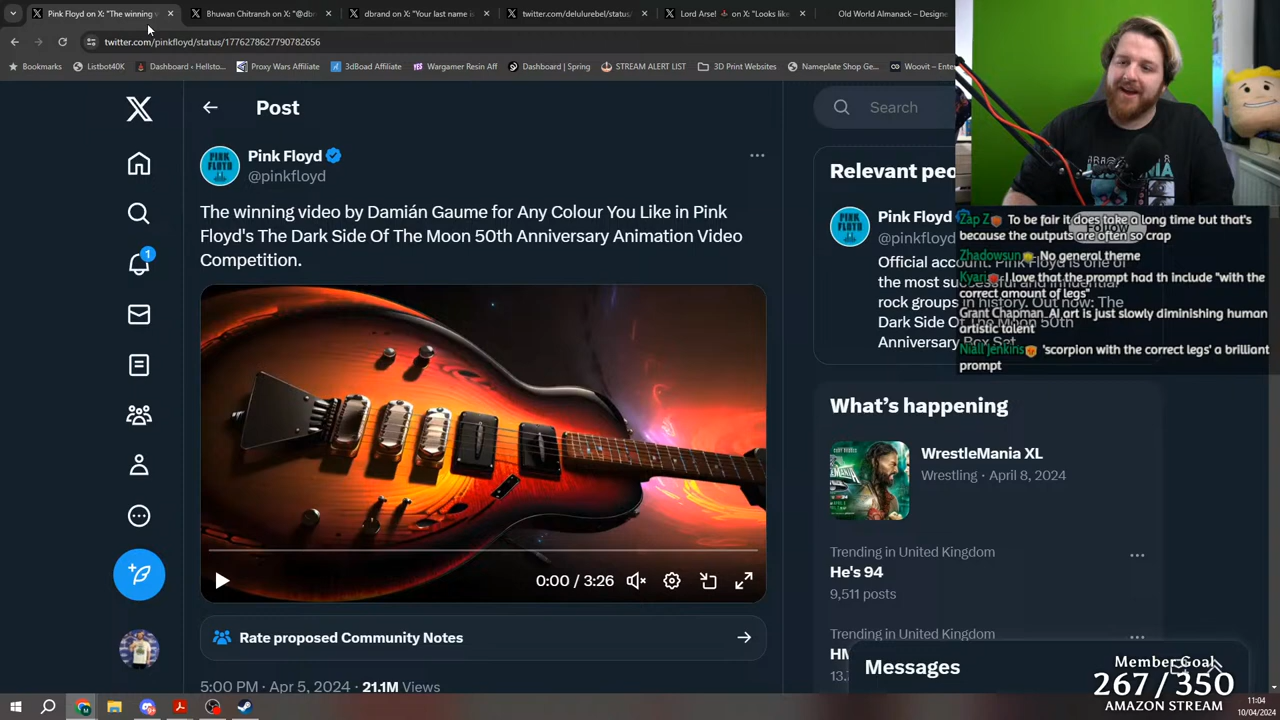 Pink Floyd on X: "The winning v
Bhuwan Chitransh on X: "@dbr
dbrand on X: "Your last name is
twitter.com/delulurebel/status/
Lord Arse! on X: "Looks like
Old World Almanack – Designe
twitter.com/pinkfloyd/status/1776278627790782656
Bookmarks
Listbot40K
Dashboard ‹ Hellsto...
Proxy Wars Affiliate
3dBoad Affiliate
Wargamer Resin Aff
Dashboard | Spring
STREAM ALERT LIST
3D Print Websites
Nameplate Shop Ge...
Woovit – Enter
Post
Search
Pink Floyd
@pinkfloyd
The winning video by Damián Gaume for Any Colour You Like in Pink
Floyd's The Dark Side Of The Moon 50th Anniversary Animation Video
Competition.
0:00 / 3:26
Rate proposed Community Notes
5:00 PM · Apr 5, 2024 · 21.1M Views
1
Relevant peo
Pink Floyd
@pinkfloyd
Follow
Official account. Pink Floyd is one of
the most successful and influential
rock groups in history. Out now: The
Dark Side Of The Moon 50th
Anniversary Box Set
Zap Z To be fair it does take a long time but that's
because the outputs are often so crap
Zhadowsun No general theme
Kyari I love that the prompt had th include "with the
correct amount of legs"
Grant Chapman AI art is just slowly diminishing human
artistic talent
Niall Jenkins 'scorpion with the correct legs' a brilliant
prompt
What's happening
WrestleMania XL
Wrestling · April 8, 2024
Trending in United Kingdom
He's 94
9,511 posts
Trending in United Kingdom
Messages
Member Goal
267/350
AMAZON STREAM
11:04
10/04/2024